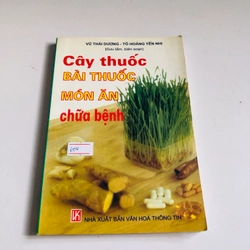 VŨ THÁI DƯƠNG - TÔ HOÀNG YẾN NHI
(Sưu tầm, biên soạn)
Cây thuốc
BÀI THUỐC
MÓN ĂN
chữa bệnh
NHÀ XUẤT BẢN VĂN HOÁ THÔNG TIN